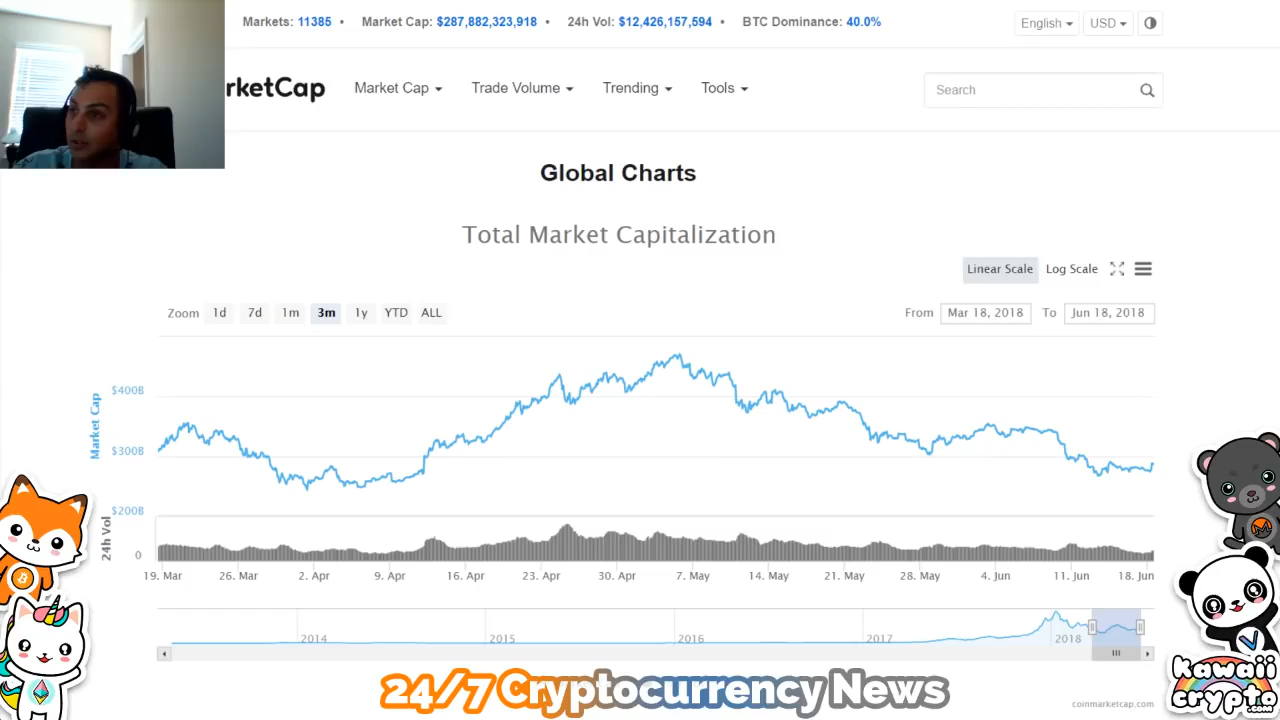 Markets: 11385 • Market Cap: $287,882,323,918 • 24h Vol: $12,426,157,594 • BTC Dominance: 40.0%
English USD
rketCap Market Cap Trade Volume Trending Tools Search
Global Charts
Total Market Capitalization
Linear Scale Log Scale
Zoom 1d 7d 1m 3m 1y YTD ALL From Mar 18, 2018 To Jun 18, 2018
Market Cap
$400B
$300B
$200B
24h Vol
0
19. Mar 26. Mar 2. Apr 9. Apr 16. Apr 23. Apr 30. Apr 7. May 14. May 21. May 28. May 4. Jun 11. Jun 18. Jun
2014 2015 2016 2017 2018
24/7 Cryptocurrency News
coinmarketcap.com
kawaii
crypto
.com